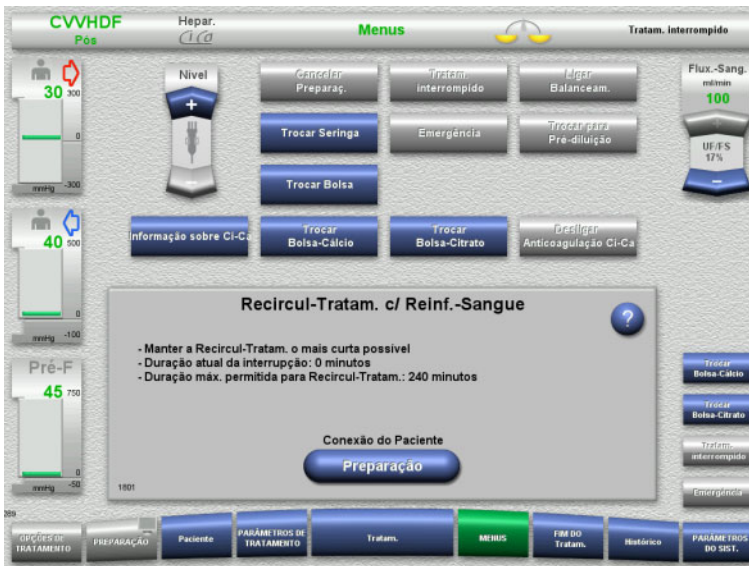 CVVHDF
Pós
Hepar.
Ci Ca
Menus
Tratam. interrompido
30
300
0
mmHg
-300
Nível
+
-
Cancelar
Preparaç.
Tratam.
interrompido
Ligar
Balanceam.
Trocar Seringa
Emergência
Trocar para
Pré-diluição
Trocar Bolsa
Flux.-Sang.
ml/min
100
+
UF/FS
17%
-
40
500
0
mmHg
-100
Informação sobre Ci-Ca
Trocar
Bolsa-Cálcio
Trocar
Bolsa-Citrato
Desligar
Anticoagulação Ci-Ca
Recircul-Tratam. c/ Reinf.-Sangue
?
- Manter a Recircul-Tratam. o mais curta possível
- Duração atual da interrupção: 0 minutos
- Duração máx. permitida para Recircul-Tratam.: 240 minutos
Conexão do Paciente
Preparação
1801
Pré-F
45
750
0
mmHg
-50
Trocar
Bolsa-Cálcio
Trocar
Bolsa-Citrato
Tratam.
interrompido
Emergência
289
OPÇÕES DE
TRATAMENTO
PREPARAÇÃO
Paciente
PARÂMETROS DE
TRATAMENTO
Tratam.
MENUS
FIM DO
Tratam.
Histórico
PARÂMETROS
DO SIST.